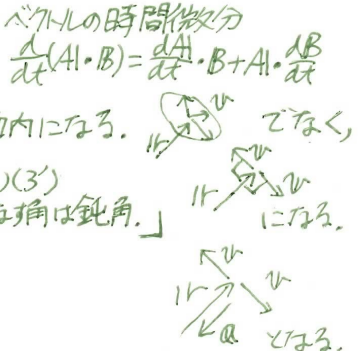 ベクトルの時間微分
d/dt(A・B)=dA/dt・B+A・dB/dt
内になる. r v でなく,
)(3′) r v v
す角は鈍角.」 になる.
r v v
a となる.